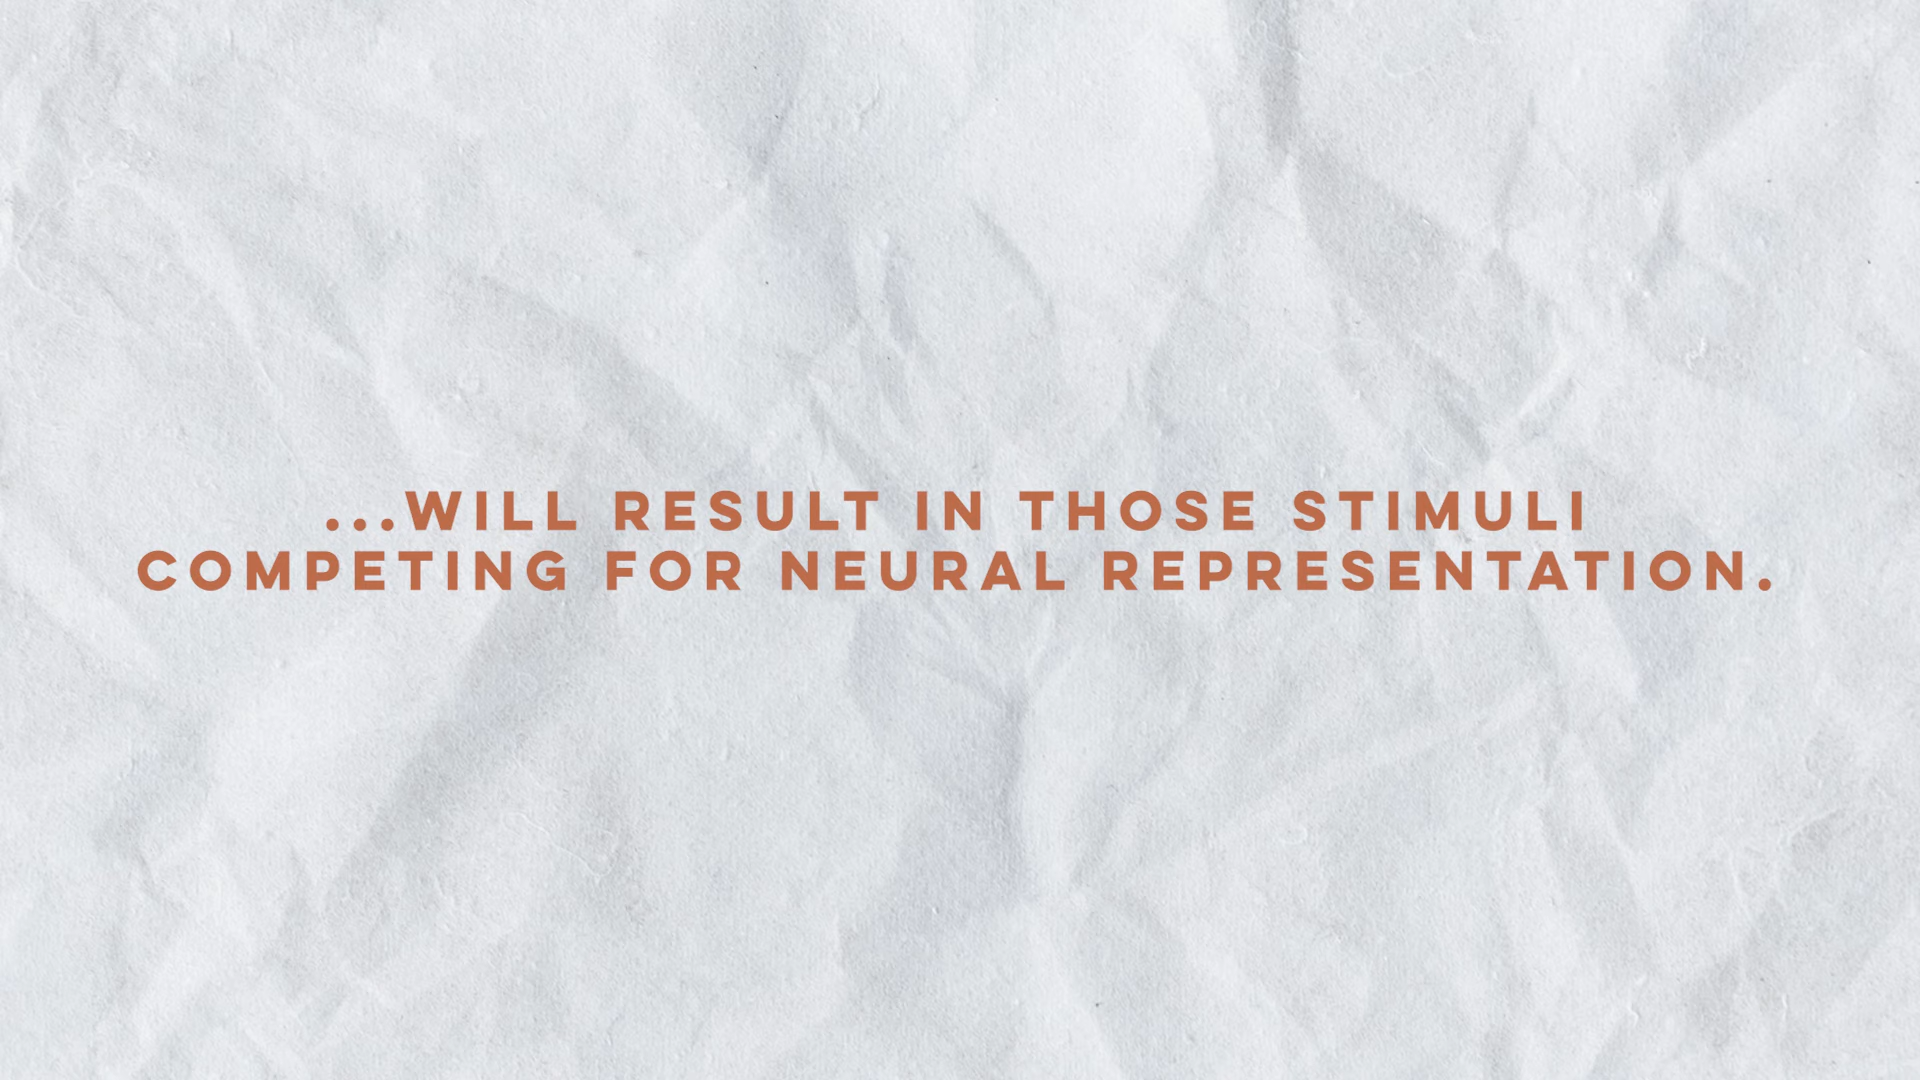 ...WILL RESULT IN THOSE STIMULI
COMPETING FOR NEURAL REPRESENTATION.